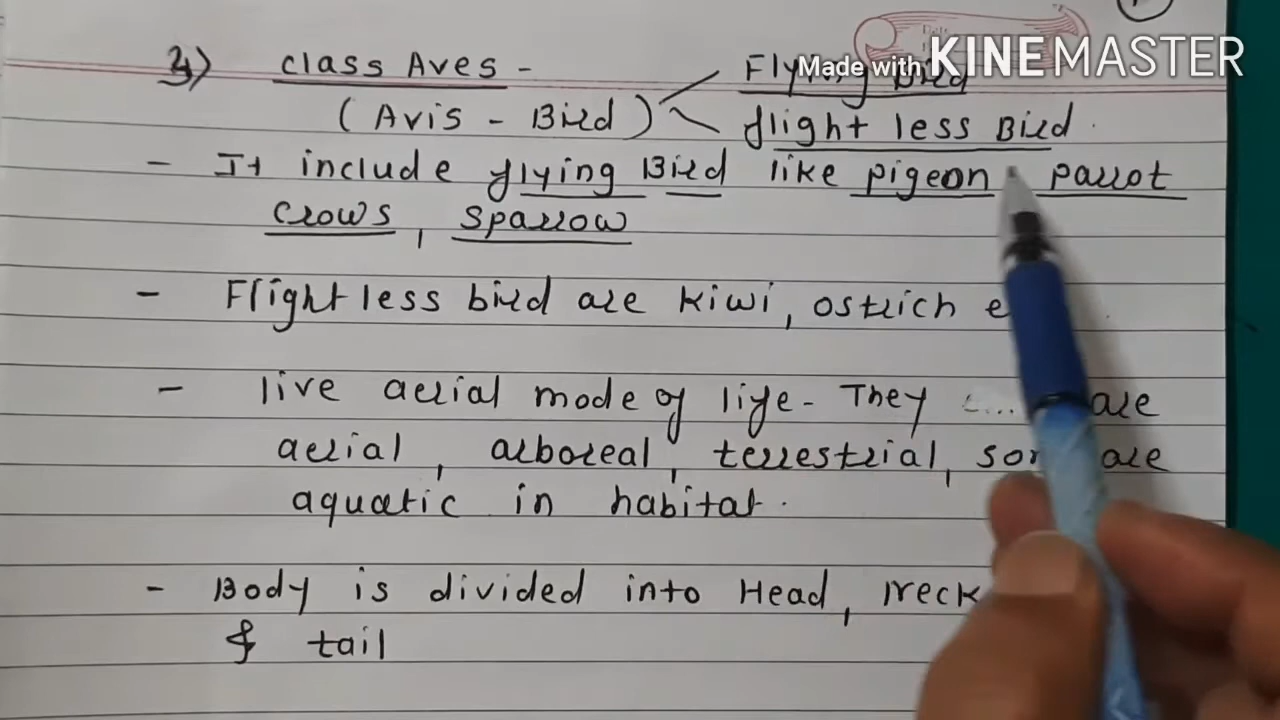 4) class Aves - Flying Bird
Made with KINEMASTER
(Avis - Bird) flight less Bird
- It include flying Bird like pigeon, parrot
crows, sparrow
- Flight less bird are kiwi, ostrich
- live aerial mode of life - They are
aerial, arboreal, terrestrial, are
aquatic in habitat.
- Body is divided into Head, neck
& tail